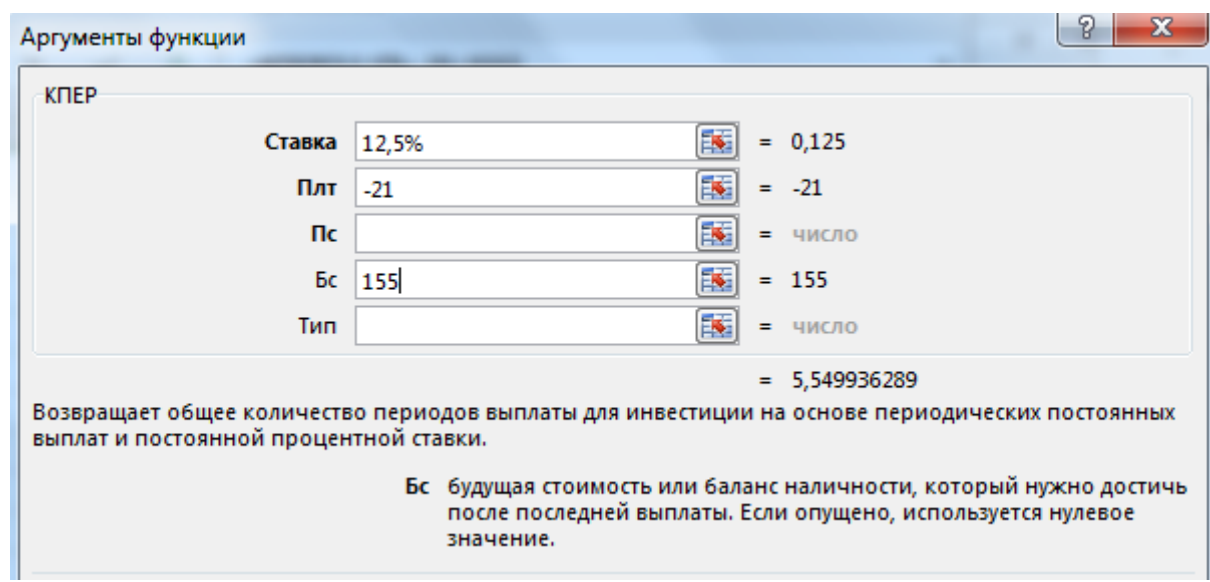 Аргументы функции
КПЕР
Ставка 12,5% = 0,125
Плт -21 = -21
Пс = число
Бс 155 = 155
Тип = число
= 5,549936289
Возвращает общее количество периодов выплаты для инвестиции на основе периодических постоянных
выплат и постоянной процентной ставки.
Бс будущая стоимость или баланс наличности, который нужно достичь
после последней выплаты. Если опущено, используется нулевое
значение.